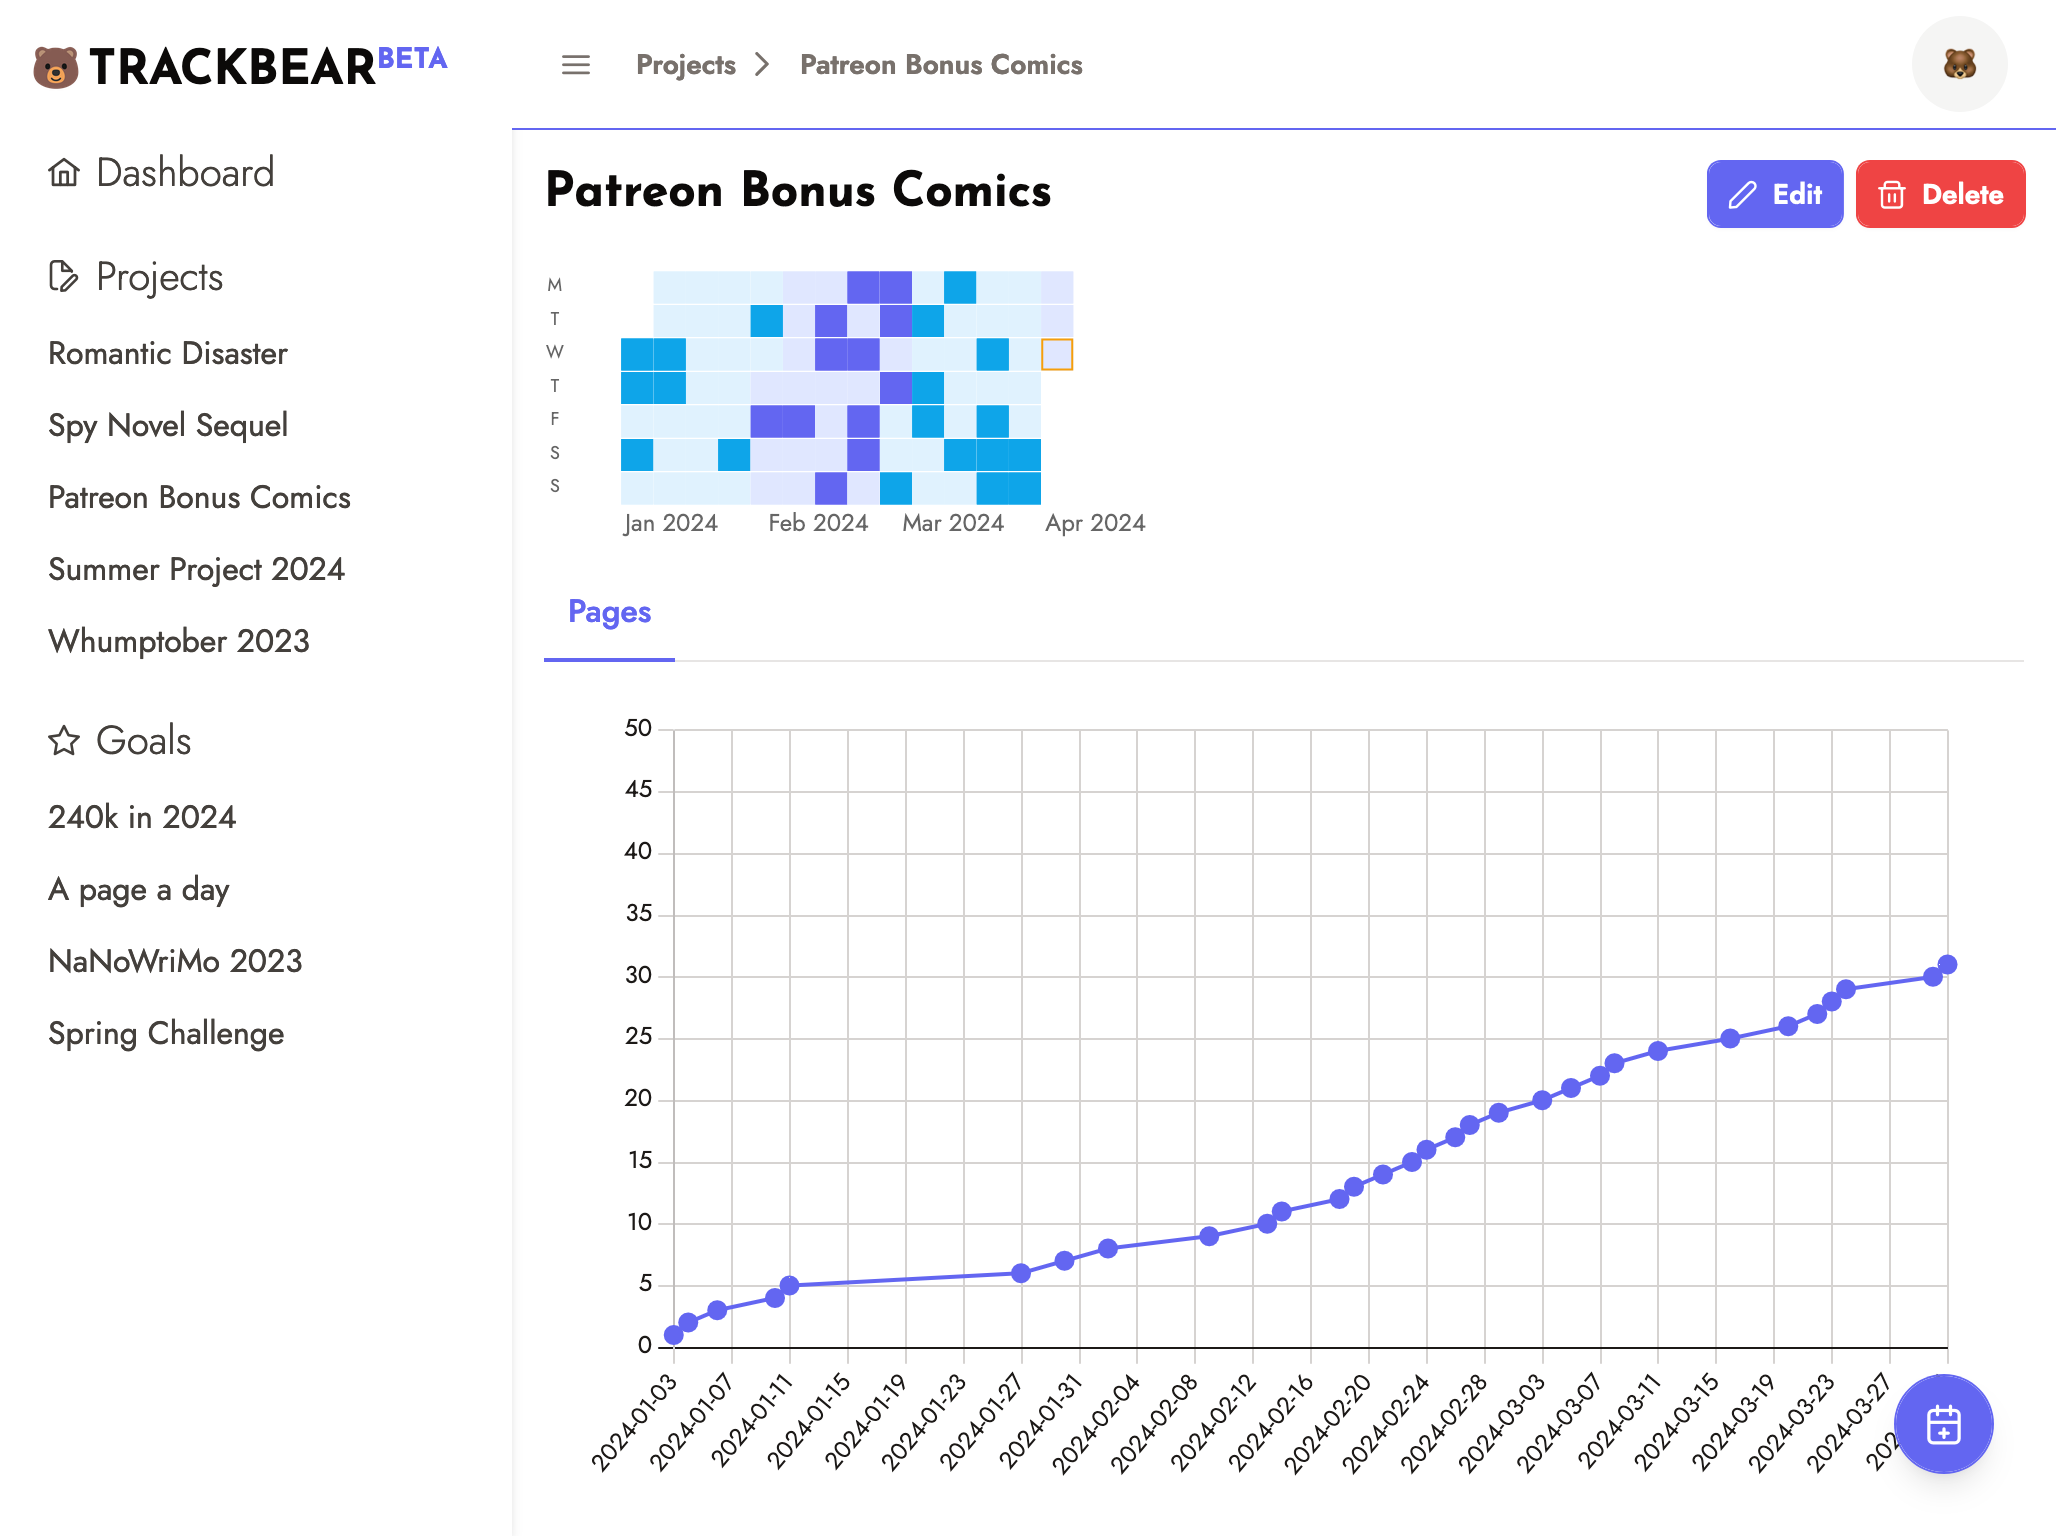 TRACKBEAR BETA
Projects
Patreon Bonus Comics
Dashboard
Projects
Romantic Disaster
Spy Novel Sequel
Patreon Bonus Comics
Summer Project 2024
Whumptober 2023
Goals
240k in 2024
A page a day
NaNoWriMo 2023
Spring Challenge
Patreon Bonus Comics
Edit
Delete
M
T
W
T
F
S
S
Jan 2024 Feb 2024 Mar 2024 Apr 2024
Pages
50
45
40
35
30
25
20
15
10
5
0
2024-01-03
2024-01-07
2024-01-11
2024-01-15
2024-01-19
2024-01-23
2024-01-27
2024-01-31
2024-02-04
2024-02-08
2024-02-12
2024-02-16
2024-02-20
2024-02-24
2024-02-28
2024-03-03
2024-03-07
2024-03-11
2024-03-15
2024-03-19
2024-03-23
2024-03-27